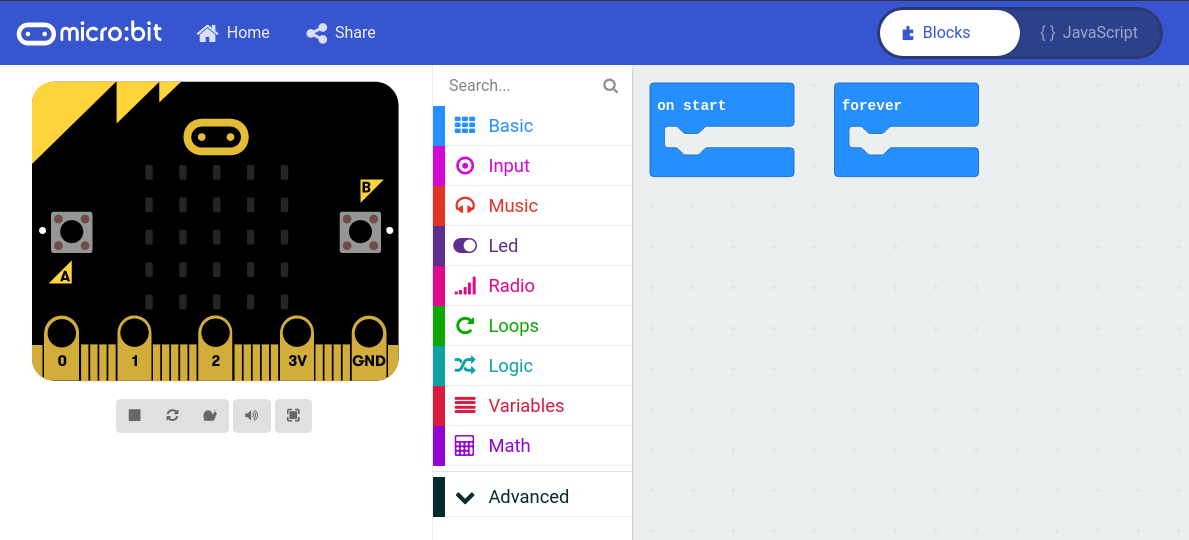 micro:bit
Home
Share
Blocks
{ } JavaScript
B
A
0
1
2
3V
GND
Search...
Basic
Input
Music
Led
Radio
Loops
Logic
Variables
Math
Advanced
on start
forever